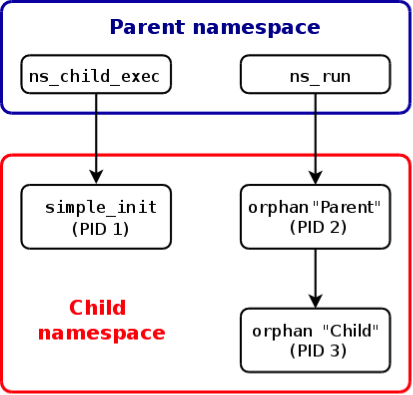 Parent namespace
ns_child_exec
ns_run
simple_init
(PID 1)
orphan "Parent"
(PID 2)
Child
namespace
orphan "Child"
(PID 3)